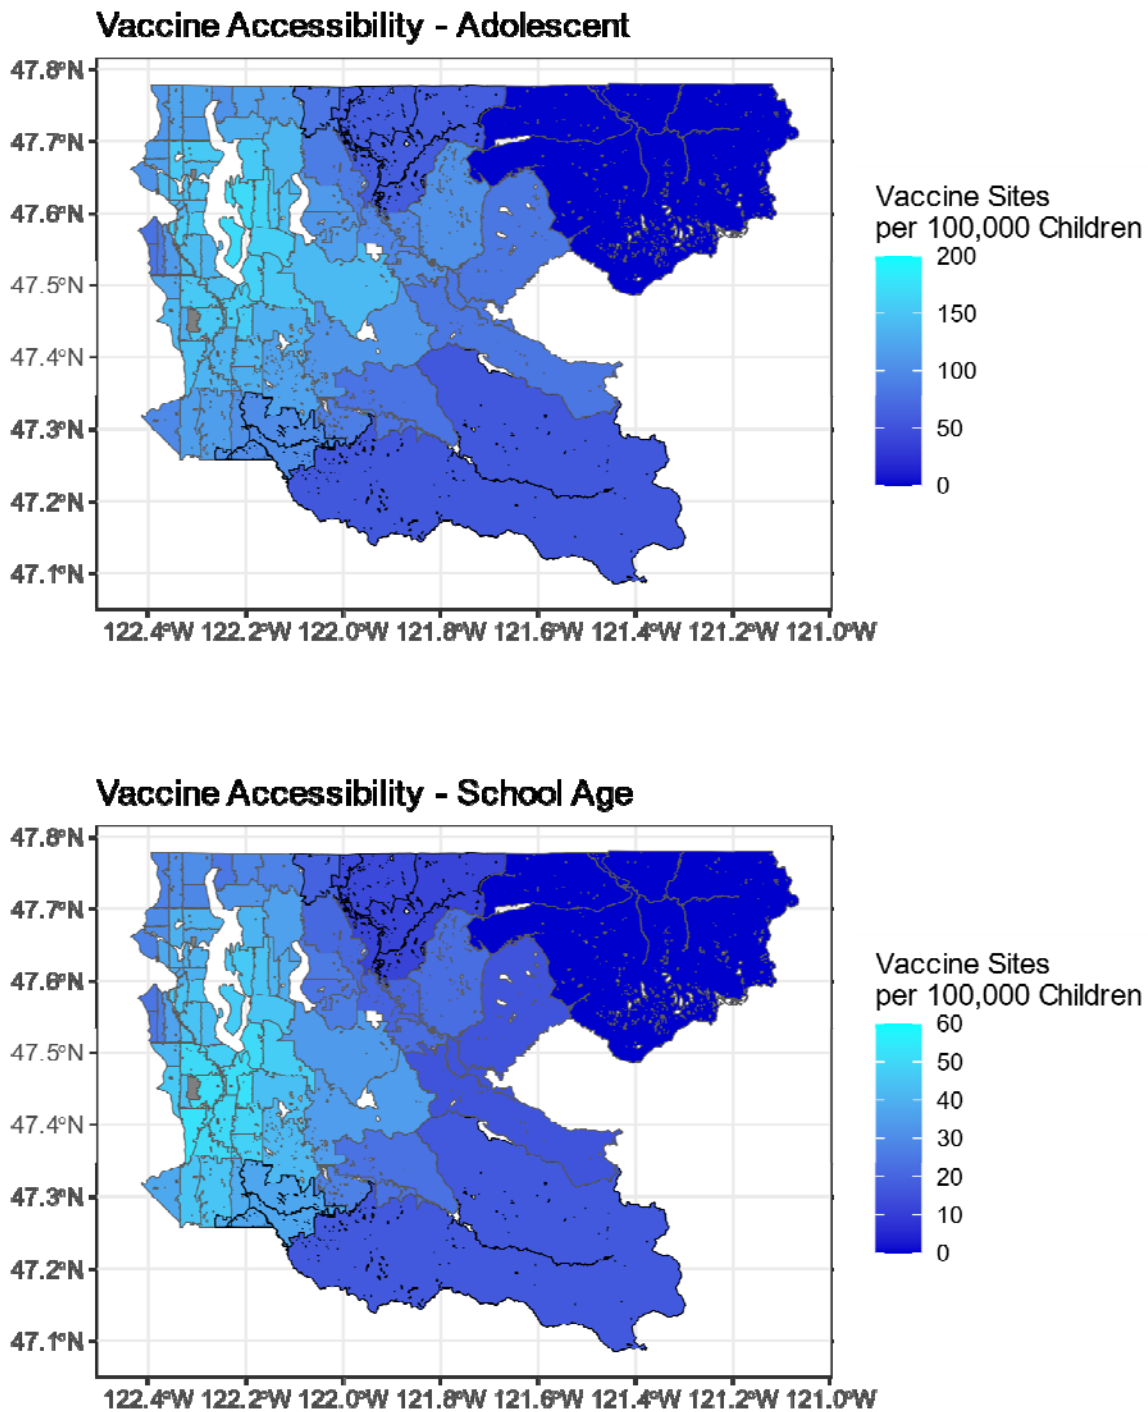 Vaccine Accessibility - Adolescent
47.8°N
47.7°N
47.6°N
47.5°N
47.4°N
47.3°N
47.2°N
47.1°N
122.4°W 122.2°W 122.0°W 121.8°W 121.6°W 121.4°W 121.2°W 121.0°W
Vaccine Sites
per 100,000 Children
200
150
100
50
0
Vaccine Accessibility - School Age
47.8°N
47.7°N
47.6°N
47.5°N
47.4°N
47.3°N
47.2°N
47.1°N
122.4°W 122.2°W 122.0°W 121.8°W 121.6°W 121.4°W 121.2°W 121.0°W
Vaccine Sites
per 100,000 Children
60
50
40
30
20
10
0